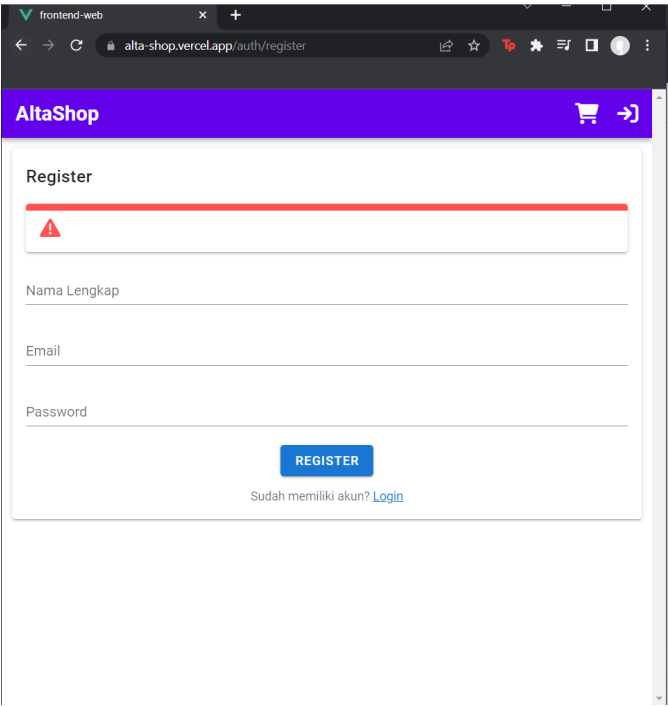 frontend-web
alta-shop.vercel.app/auth/register
Tp
AltaShop
Register
Nama Lengkap
Email
Password
REGISTER
Sudah memiliki akun? Login